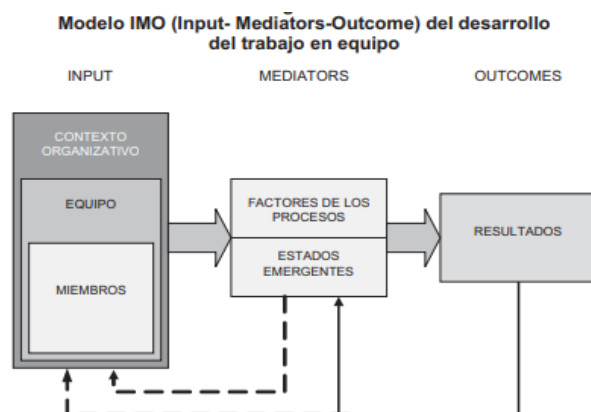 Modelo IMO (Input- Mediators-Outcome) del desarrollo
del trabajo en equipo
INPUT
MEDIATORS
OUTCOMES
CONTEXTO
ORGANIZATIVO
EQUIPO
MIEMBROS
FACTORES DE LOS
PROCESOS
ESTADOS
EMERGENTES
RESULTADOS